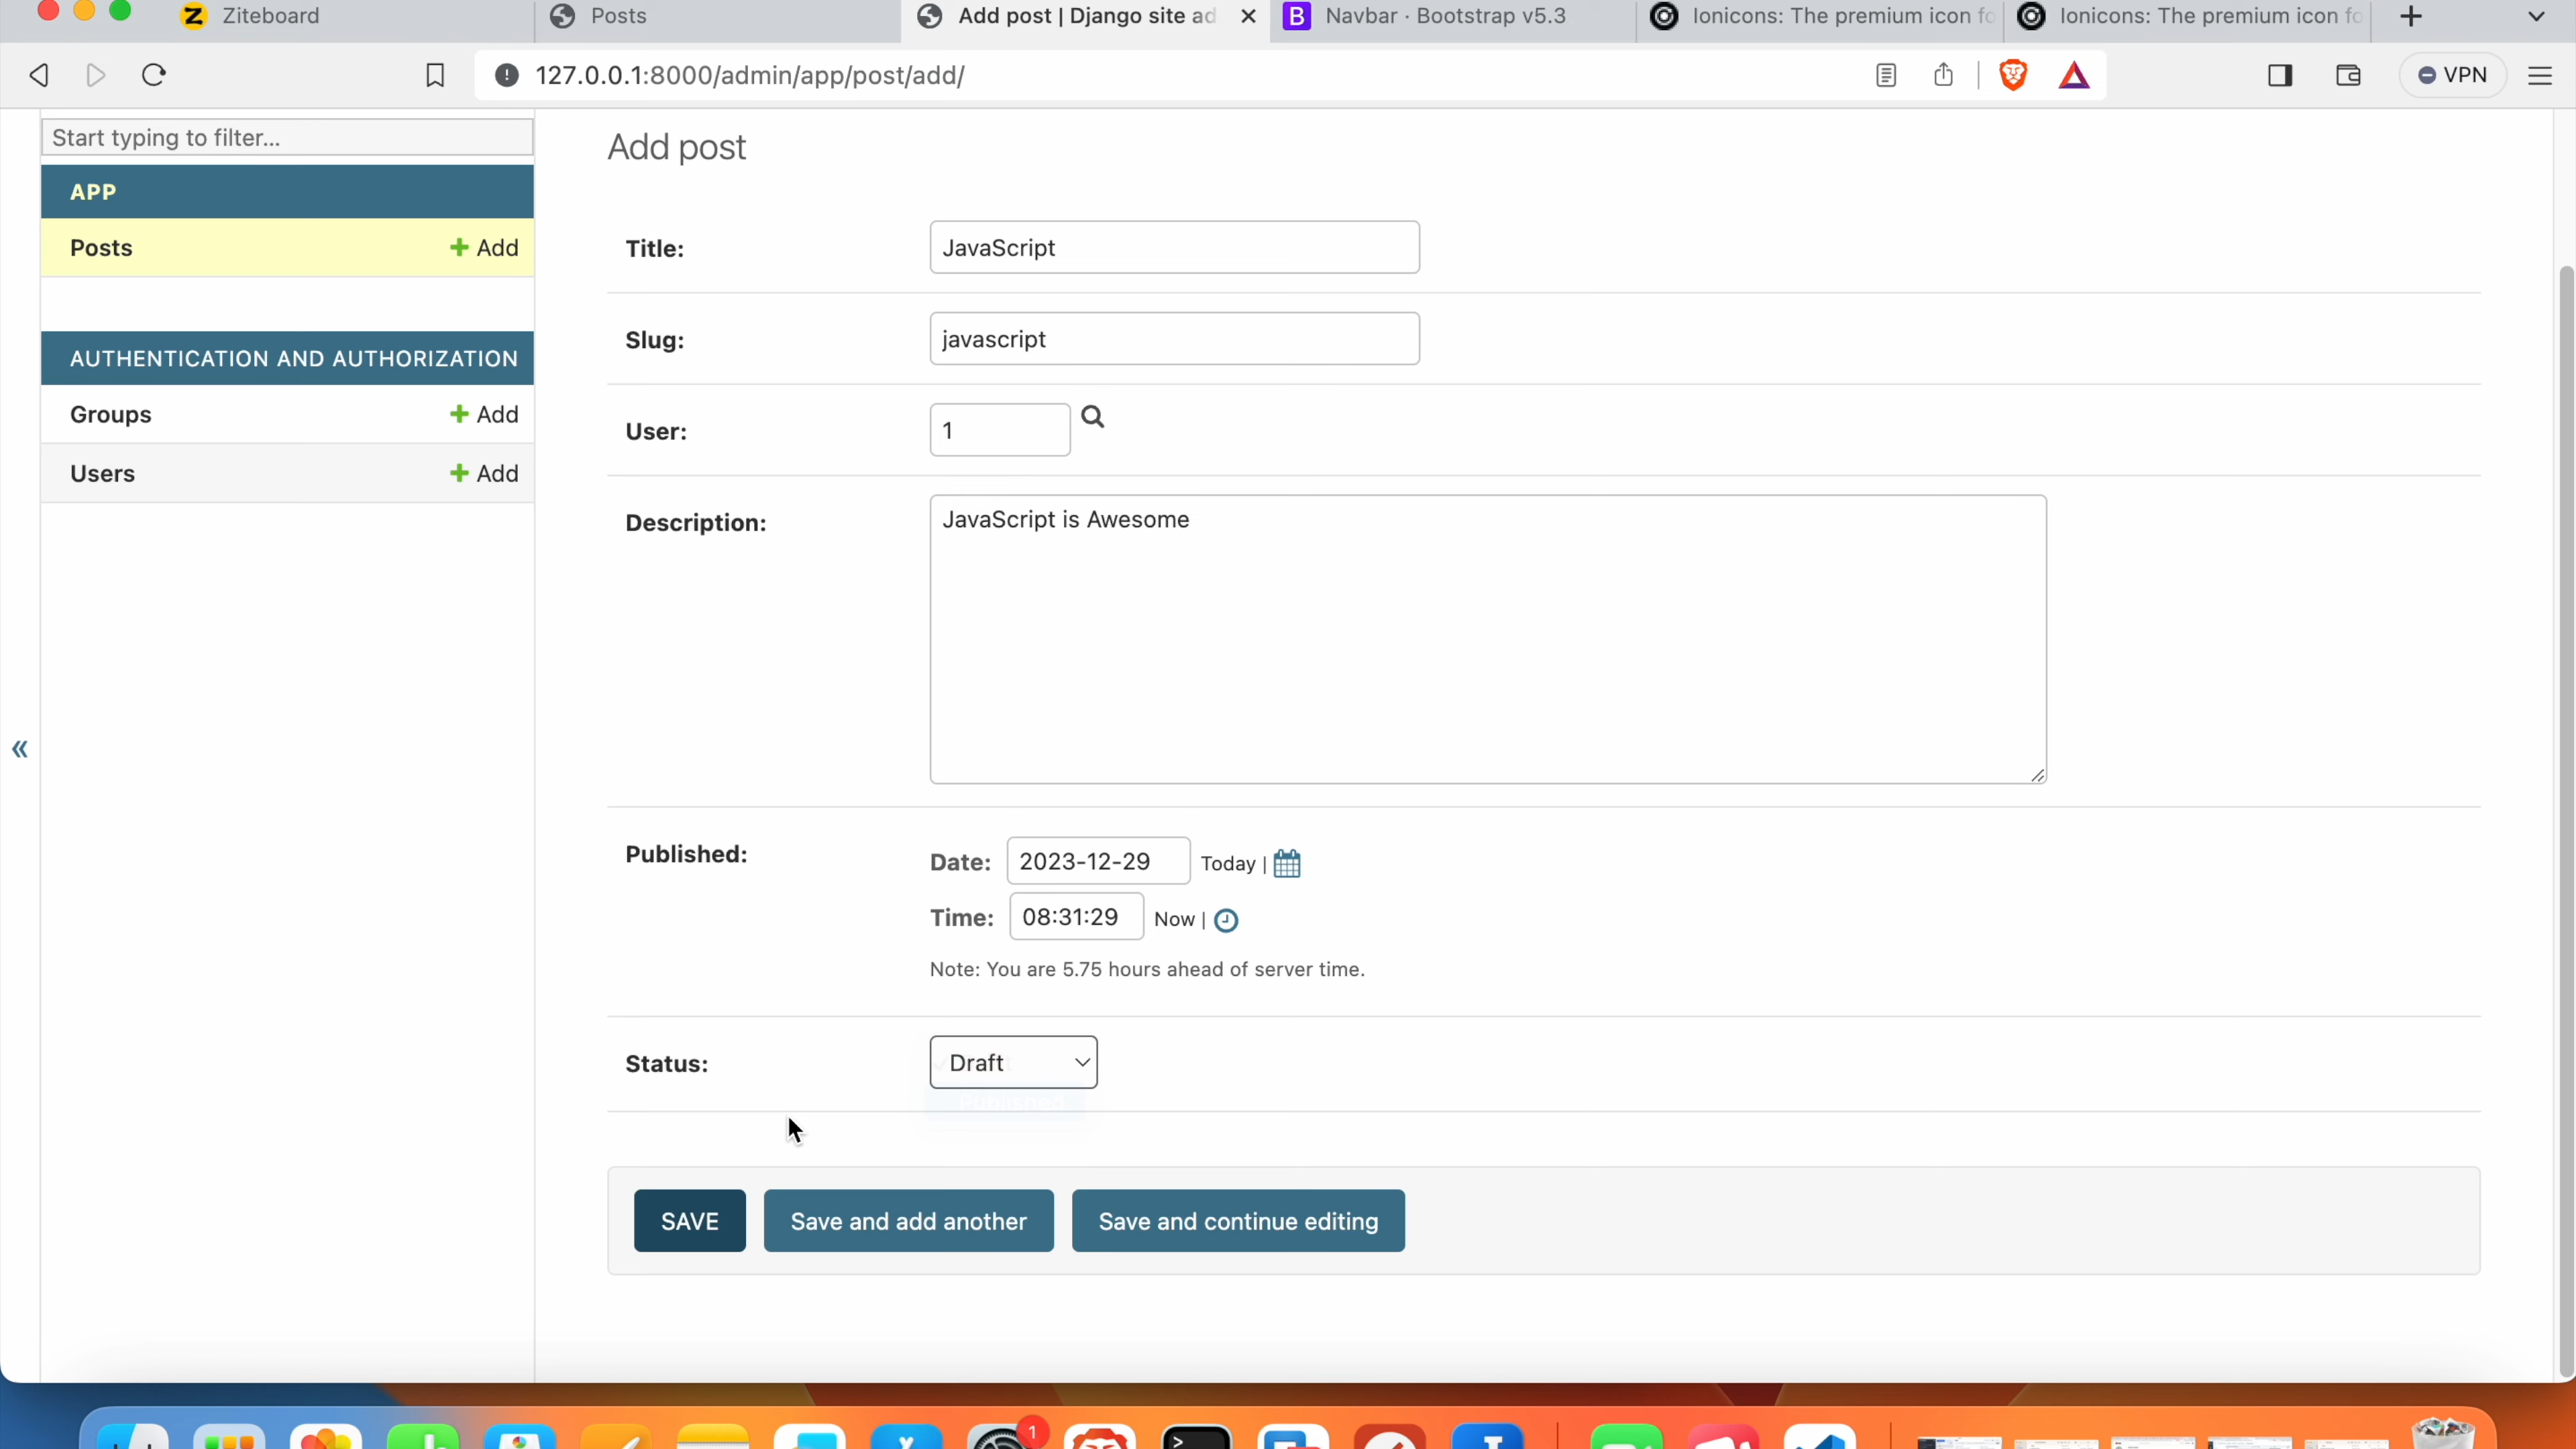 Ziteboard
Posts
Add post | Django site ad
Navbar · Bootstrap v5.3
Ionicons: The premium icon fo
Ionicons: The premium icon fo
127.0.0.1:8000/admin/app/post/add/
VPN
Start typing to filter...
APP
Posts
Add
AUTHENTICATION AND AUTHORIZATION
Groups
Add
Users
Add
Add post
Title:
JavaScript
Slug:
javascript
User:
1
Description:
JavaScript is Awesome
Published:
Date: 2023-12-29 Today |
Time: 08:31:29 Now |
Note: You are 5.75 hours ahead of server time.
Status:
Draft
Published
SAVE
Save and add another
Save and continue editing
1